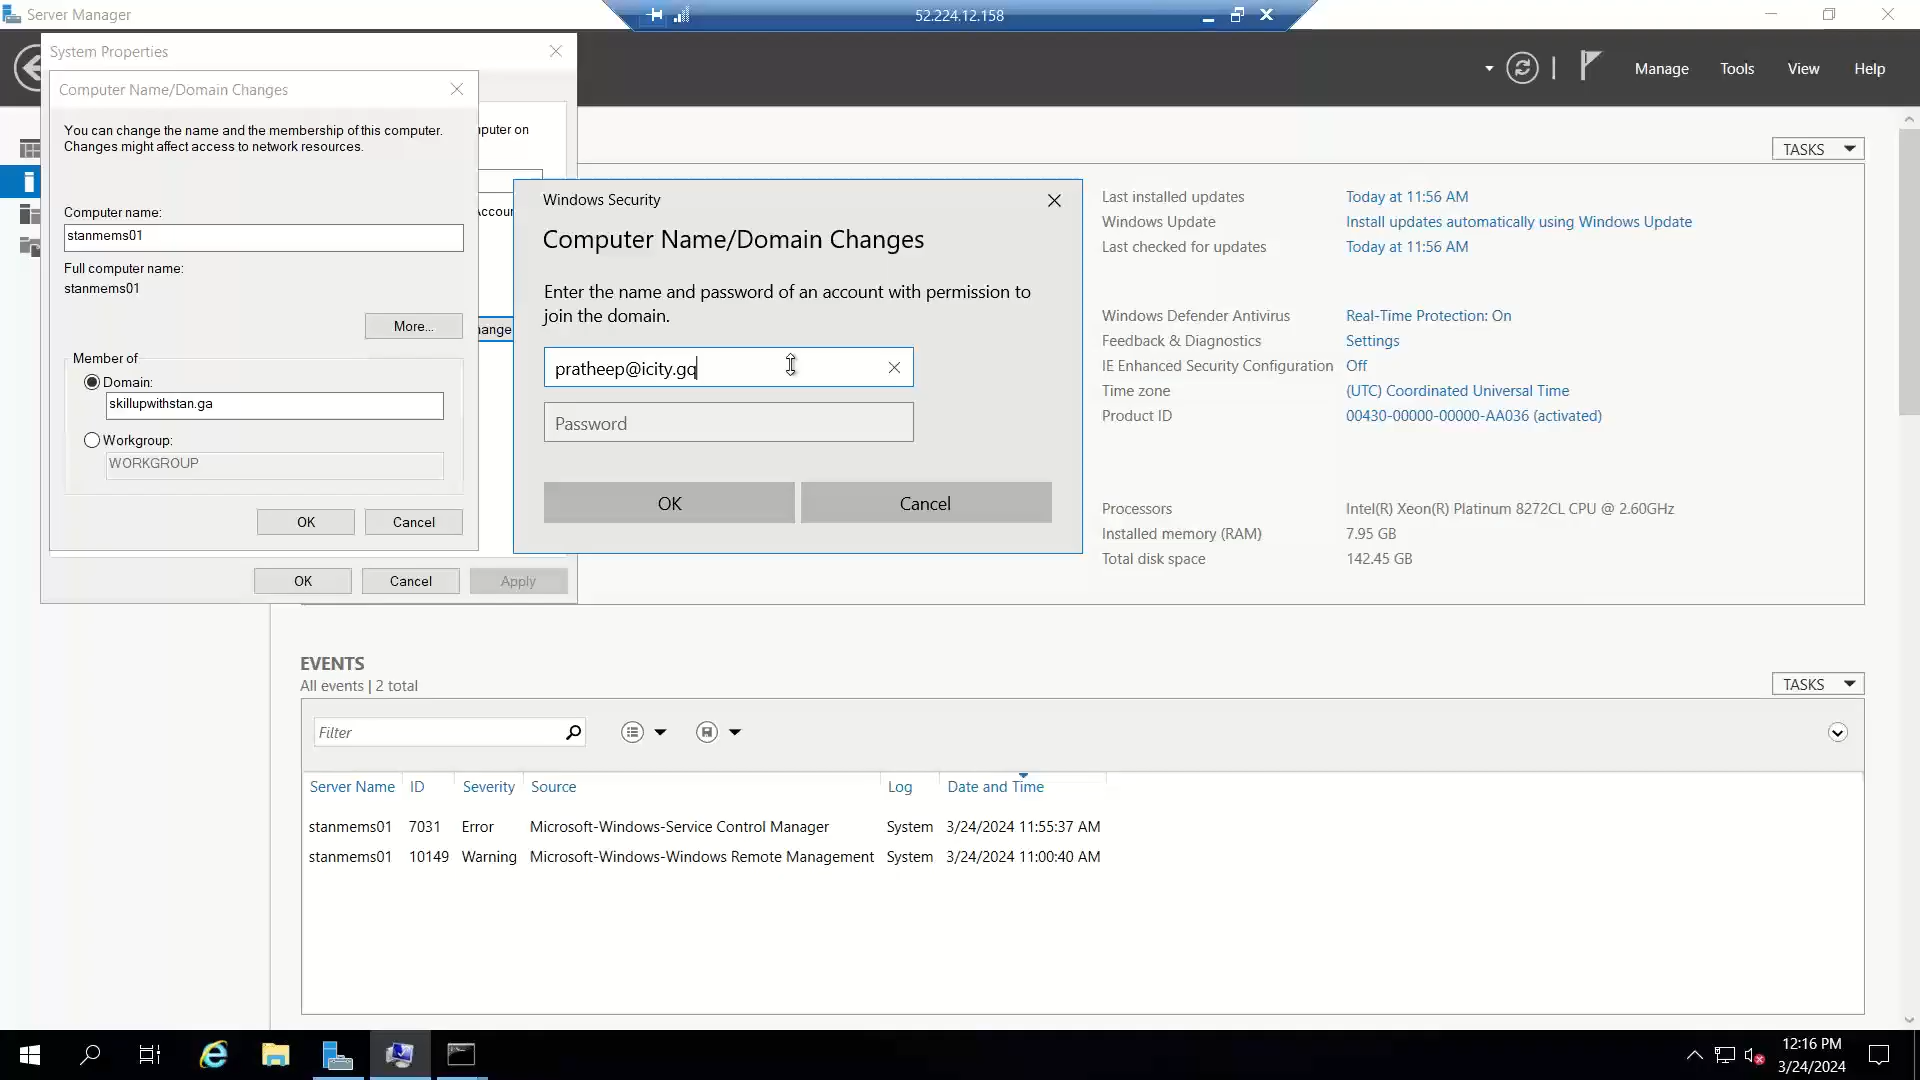 Server Manager
52.224.12.158
Manage
Tools
View
Help
System Properties
Computer Name/Domain Changes
You can change the name and the membership of this computer.
Changes might affect access to network resources.
Computer name:
stanmems01
Full computer name:
stanmems01
More...
Member of
Domain:
skillupwithstan.ga
Workgroup:
WORKGROUP
OK
Cancel
OK
Cancel
Apply
Windows Security
Computer Name/Domain Changes
Enter the name and password of an account with permission to
join the domain.
pratheep@icity.gq
Password
OK
Cancel
TASKS
Last installed updates Today at 11:56 AM
Windows Update Install updates automatically using Windows Update
Last checked for updates Today at 11:56 AM
Windows Defender Antivirus Real-Time Protection: On
Feedback & Diagnostics Settings
IE Enhanced Security Configuration Off
Time zone (UTC) Coordinated Universal Time
Product ID 00430-00000-00000-AA036 (activated)
Processors Intel(R) Xeon(R) Platinum 8272CL CPU @ 2.60GHz
Installed memory (RAM) 7.95 GB
Total disk space 142.45 GB
EVENTS
All events | 2 total
TASKS
Filter
Server Name ID Severity Source Log Date and Time
stanmems01 7031 Error Microsoft-Windows-Service Control Manager System 3/24/2024 11:55:37 AM
stanmems01 10149 Warning Microsoft-Windows-Windows Remote Management System 3/24/2024 11:00:40 AM
12:16 PM
3/24/2024